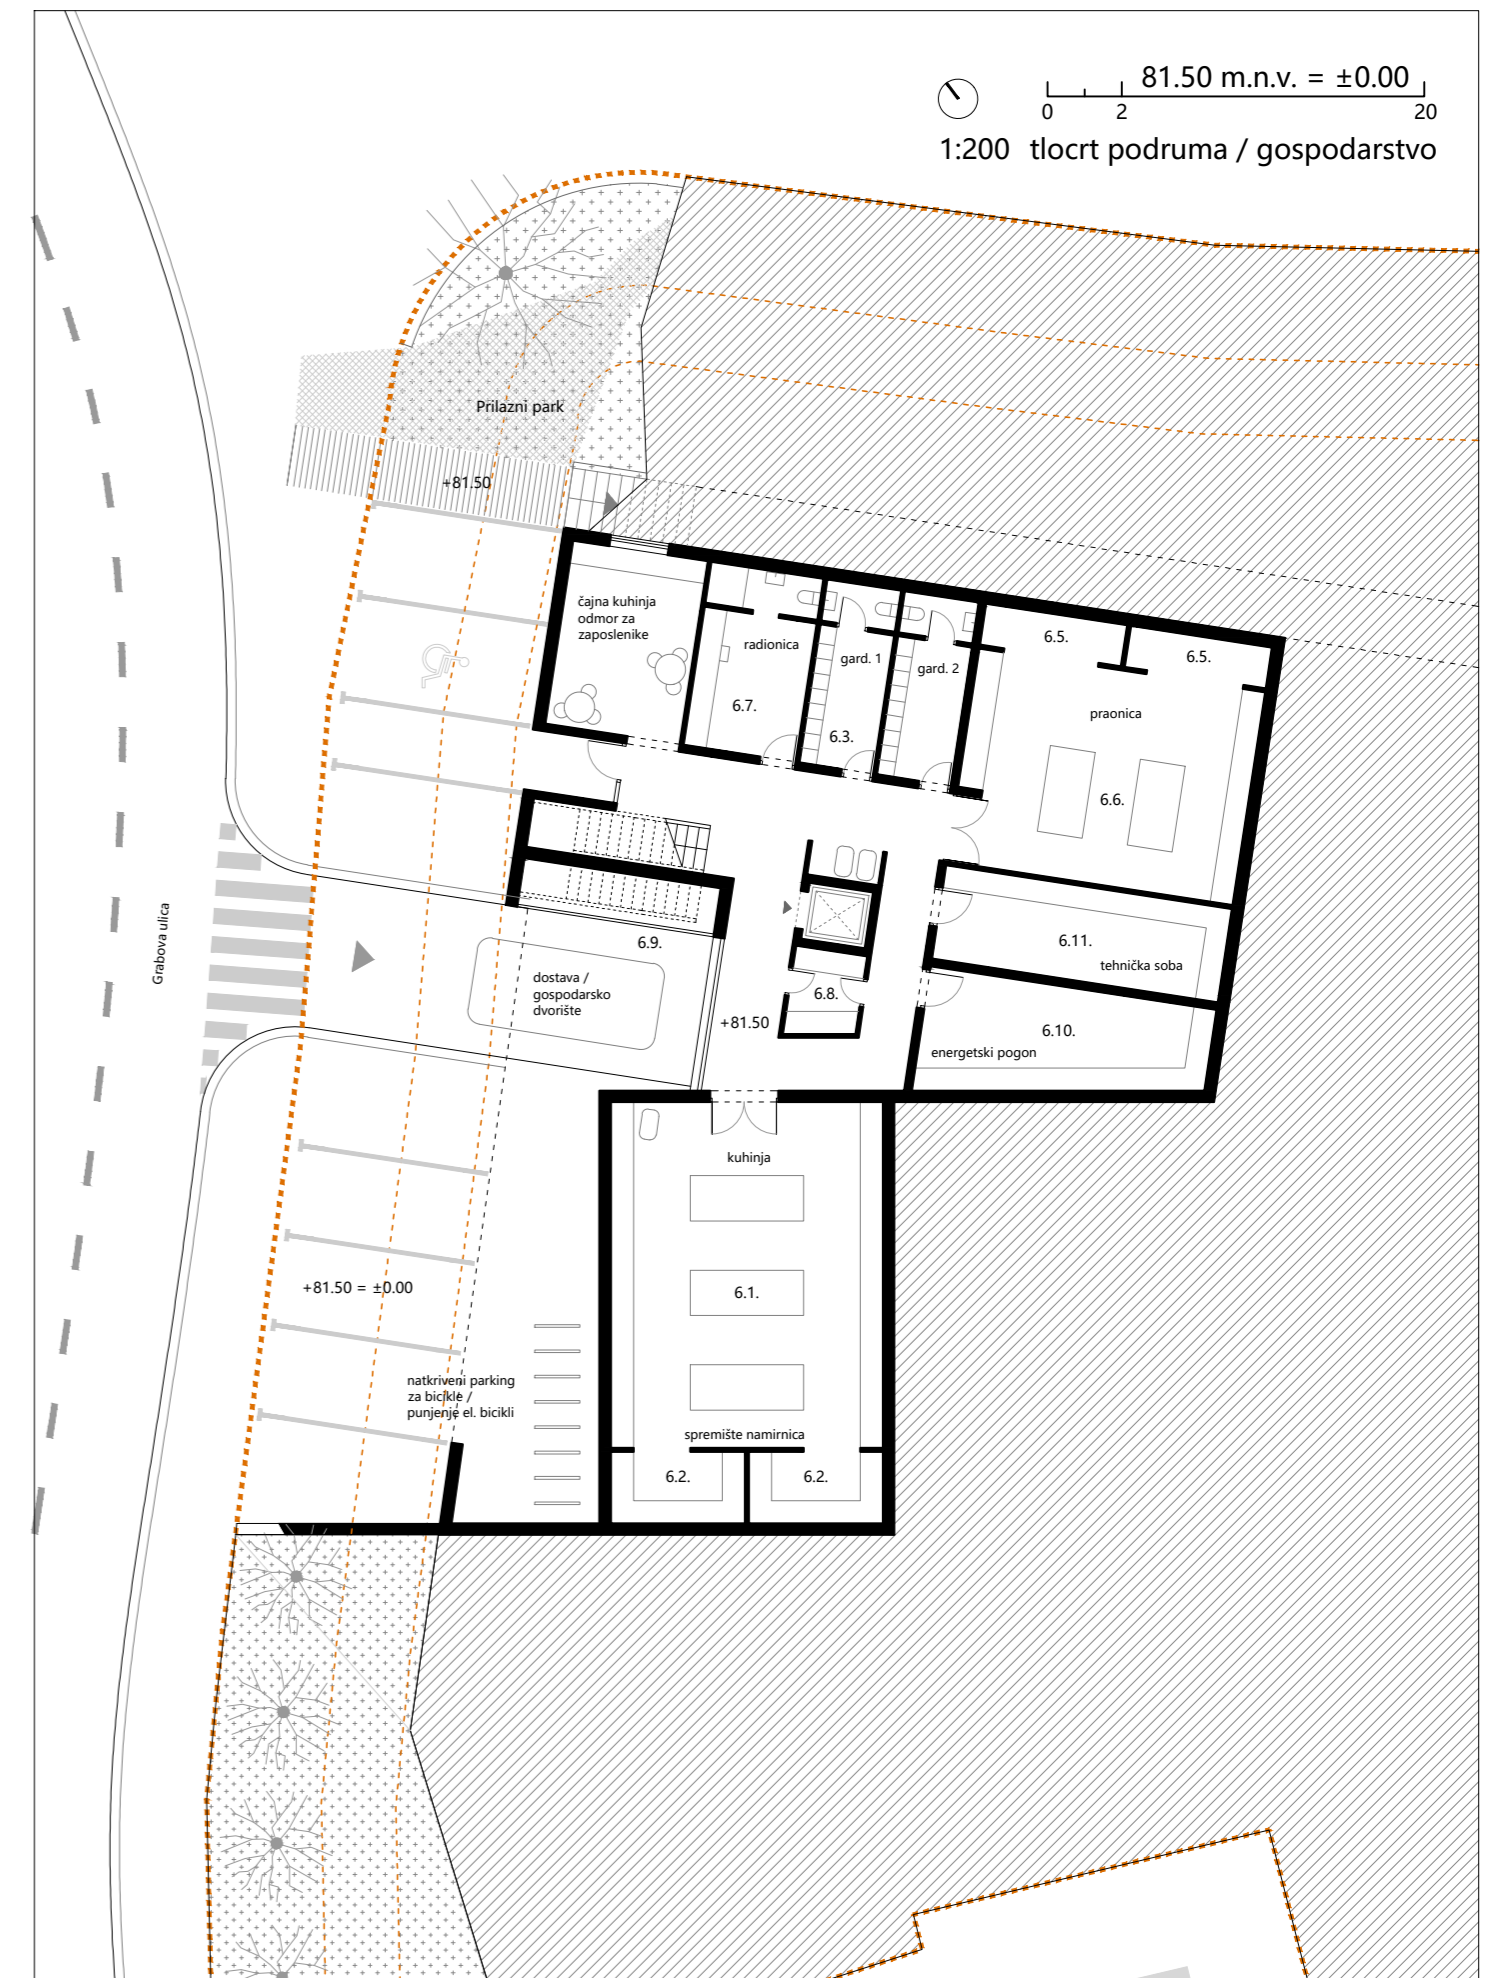 81.50 m.n.v. = ±0.00
0 2 20
1:200 tlocrt podruma / gospodarstvo
Prilazni park
+81.50
čajna kuhinja
odmor za
zaposlenike
radionica
6.7.
gard. 1
6.3.
gard. 2
6.5.
6.5.
praonica
6.6.
6.11.
tehnička soba
6.10.
energetski pogon
6.9.
dostava /
gospodarsko
dvorište
6.8.
+81.50
Grabova ulica
kuhinja
6.1.
+81.50 = ±0.00
natkriveni parking
za bicikle /
punjenje el. bicikli
spremište namirnica
6.2.
6.2.